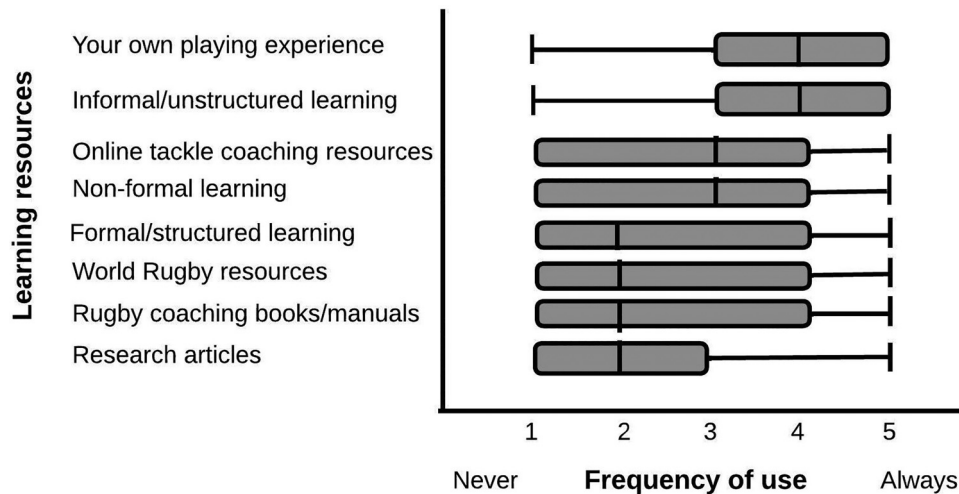 Learning resources
Your own playing experience
Informal/unstructured learning
Online tackle coaching resources
Non-formal learning
Formal/structured learning
World Rugby resources
Rugby coaching books/manuals
Research articles
1 2 3 4 5
Never Frequency of use Always